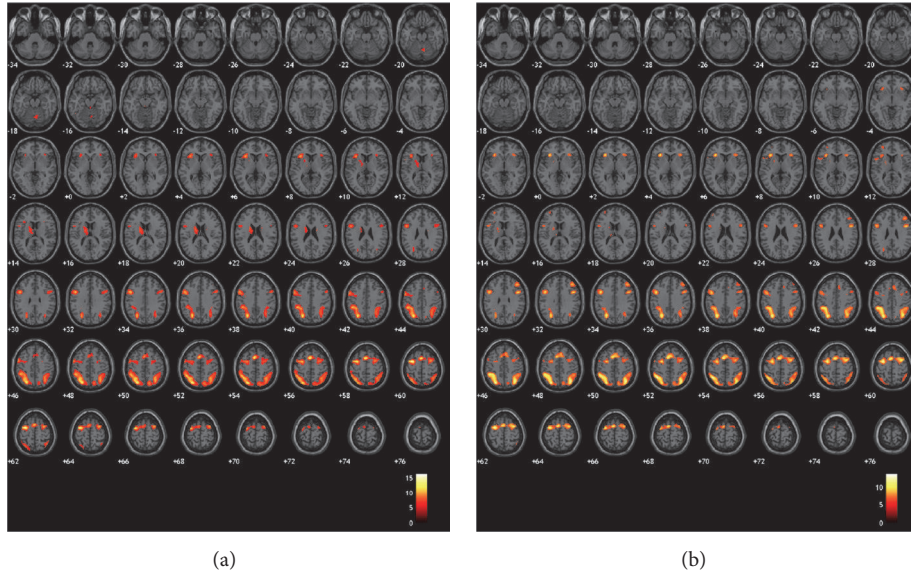 -34 -32 -30 -28 -26 -24 -22 -20
-18 -16 -14 -12 -10 -8 -6 -4
-2 +0 +2 +4 +6 +8 +10 +12
+14 +16 +18 +20 +22 +24 +26 +28
+30 +32 +34 +36 +38 +40 +42 +44
+46 +48 +50 +52 +54 +56 +58 +60
+62 +64 +66 +68 +70 +72 +74 +76
15
10
5
0
(a)
-34 -32 -30 -28 -26 -24 -22 -20
-18 -16 -14 -12 -10 -8 -6 -4
-2 +0 +2 +4 +6 +8 +10 +12
+14 +16 +18 +20 +22 +24 +26 +28
+30 +32 +34 +36 +38 +40 +42 +44
+46 +48 +50 +52 +54 +56 +58 +60
+62 +64 +66 +68 +70 +72 +74 +76
10
5
0
(b)